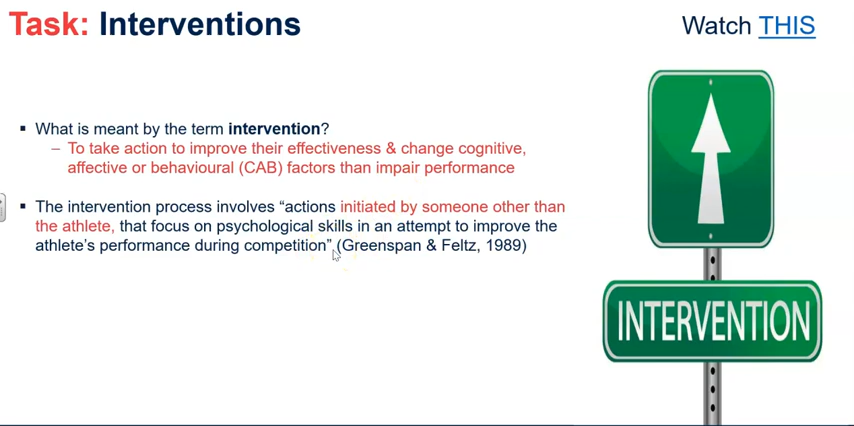 Task: Interventions
Watch THIS
▪ What is meant by the term intervention?
– To take action to improve their effectiveness & change cognitive,
affective or behavioural (CAB) factors than impair performance
▪ The intervention process involves “actions initiated by someone other than
the athlete, that focus on psychological skills in an attempt to improve the
athlete’s performance during competition” (Greenspan & Feltz, 1989)
INTERVENTION